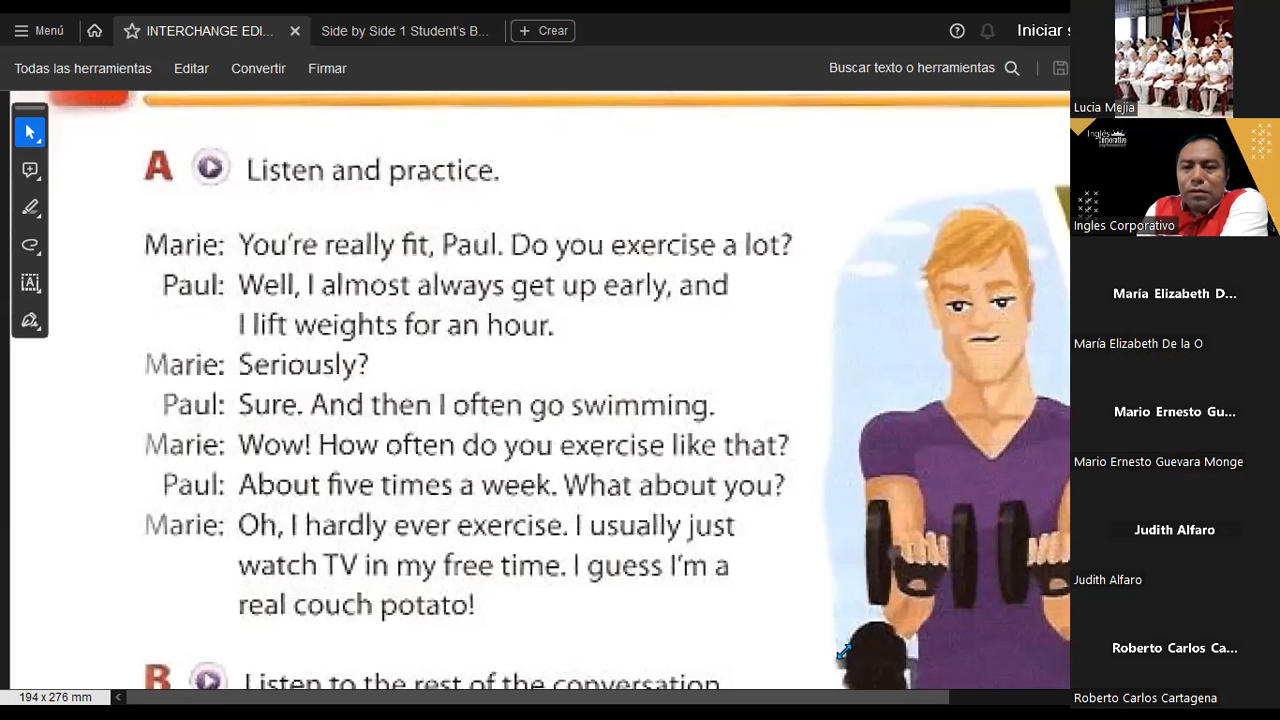 Menú
INTERCHANGE EDI...
Side by Side 1 Student's B...
Crear
Iniciar s
Todas las herramientas
Editar
Convertir
Firmar
Buscar texto o herramientas
A Listen and practice.
Marie: You're really fit, Paul. Do you exercise a lot?
Paul: Well, I almost always get up early, and
I lift weights for an hour.
Marie: Seriously?
Paul: Sure. And then I often go swimming.
Marie: Wow! How often do you exercise like that?
Paul: About five times a week. What about you?
Marie: Oh, I hardly ever exercise. I usually just
watch TV in my free time. I guess I'm a
real couch potato!
B Listen to the rest of the conversation
194 x 276 mm
Lucia Mejia
Inglés
Corporativo
Ingles Corporativo
María Elizabeth D...
María Elizabeth De la O
Mario Ernesto Gu...
Mario Ernesto Guevara Monge
Judith Alfaro
Judith Alfaro
Roberto Carlos Ca...
Roberto Carlos Cartagena